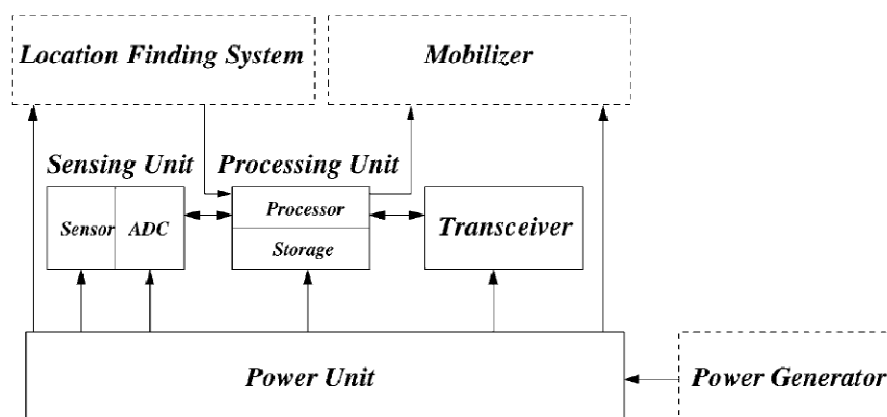 Location Finding System
Mobilizer
Sensing Unit
Processing Unit
Sensor
ADC
Processor
Storage
Transceiver
Power Unit
Power Generator